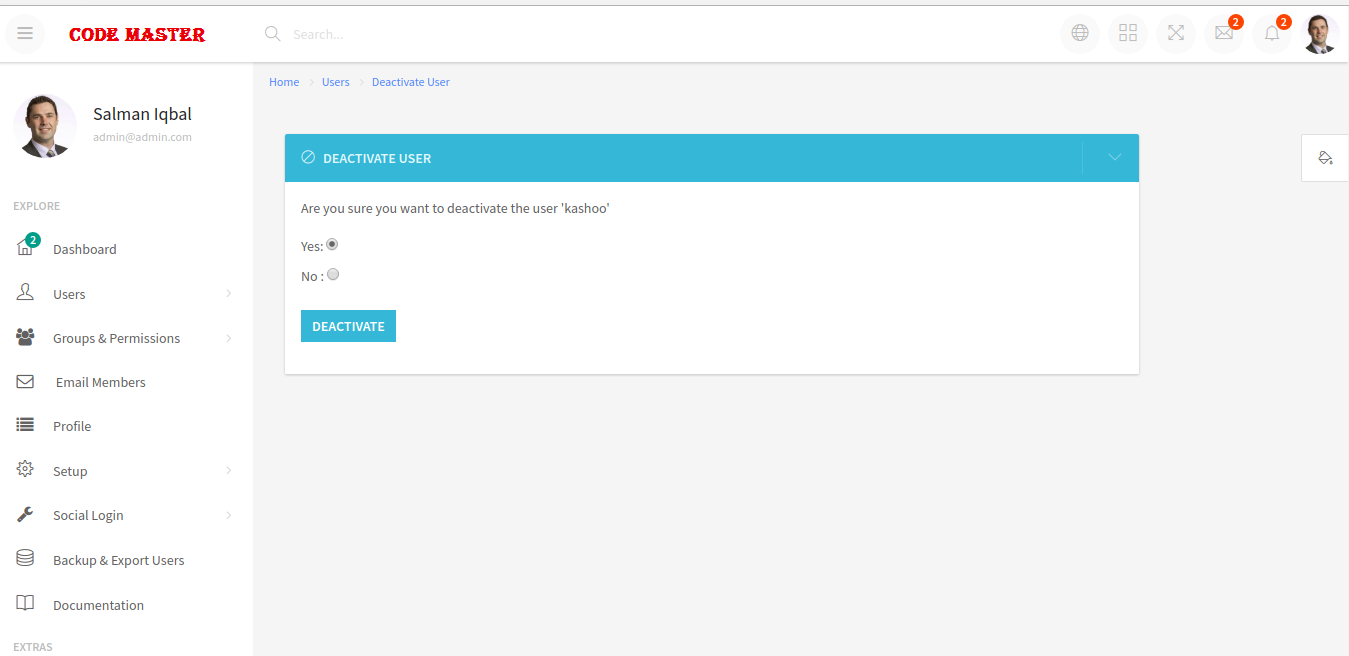 CODE MASTER
Search...
2
2
Home
Users
Deactivate User
Salman Iqbal
admin@admin.com
EXPLORE
2
Dashboard
Users
Groups & Permissions
Email Members
Profile
Setup
Social Login
Backup & Export Users
Documentation
EXTRAS
DEACTIVATE USER
Are you sure you want to deactivate the user 'kashoo'
Yes:
No :
DEACTIVATE